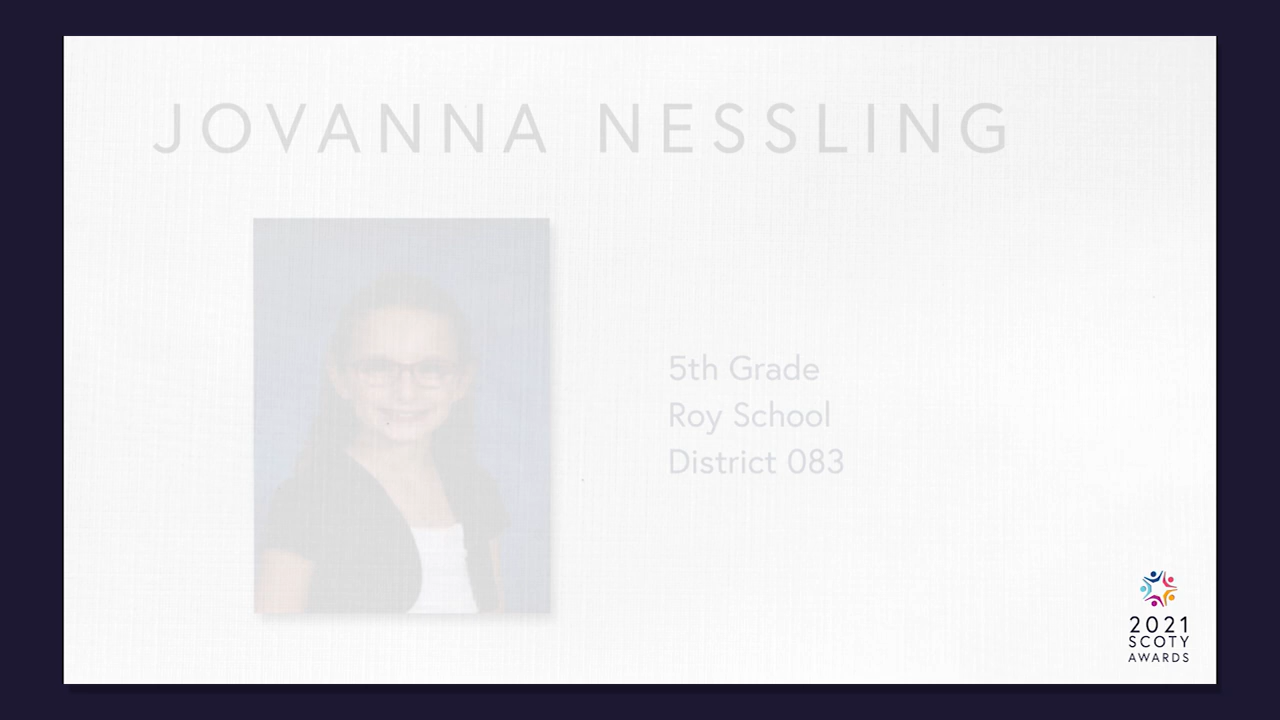 JOVANNA NESSLING
5th Grade
Roy School
District 083
2021
SCOTY
AWARDS